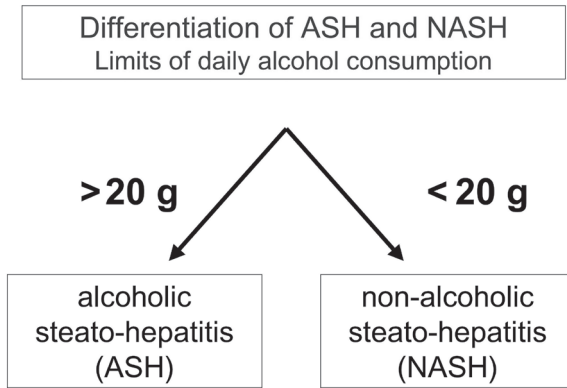 Differentiation of ASH and NASH
Limits of daily alcohol consumption
>20 g
<20 g
alcoholic
steato-hepatitis
(ASH)
non-alcoholic
steato-hepatitis
(NASH)